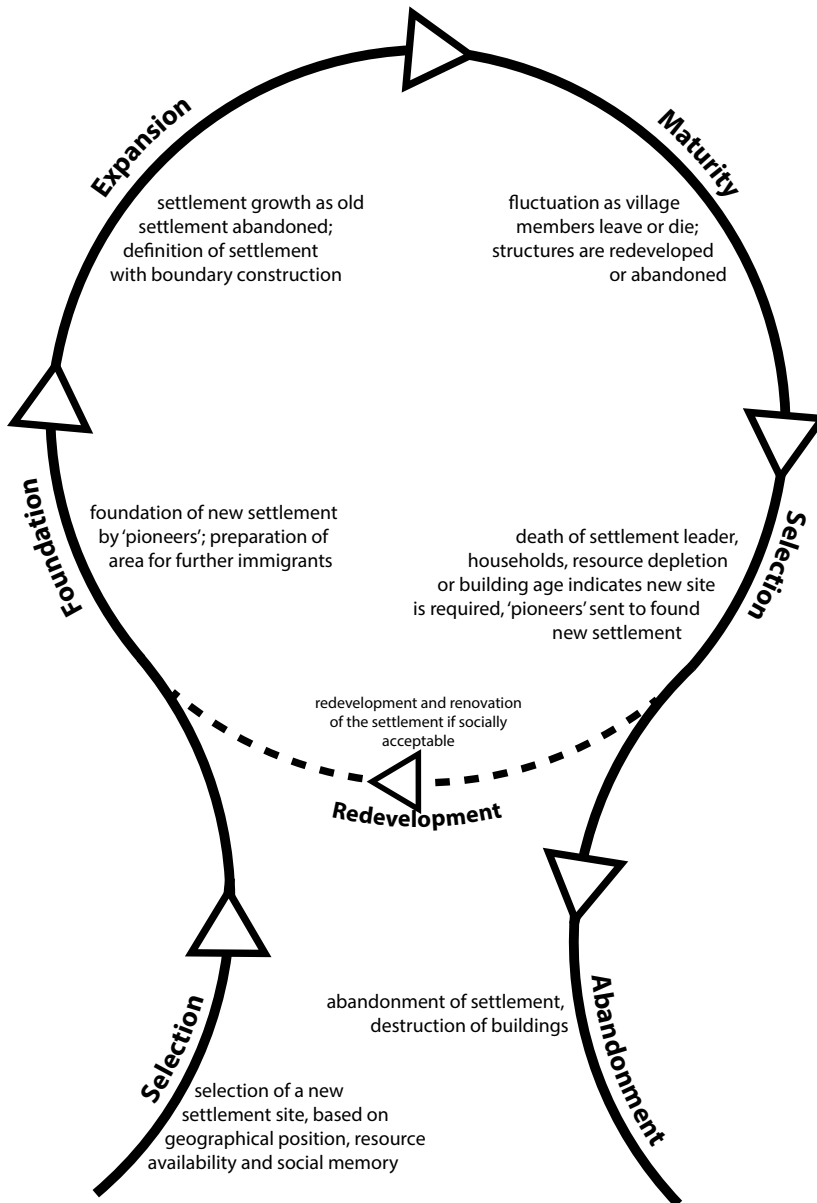 Expansion
settlement growth as old
settlement abandoned;
definition of settlement
with boundary construction
Maturity
fluctuation as village
members leave or die;
structures are redeveloped
or abandoned
Foundation
foundation of new settlement
by 'pioneers'; preparation of
area for further immigrants
Selection
death of settlement leader,
households, resource depletion
or building age indicates new site
is required, 'pioneers' sent to found
new settlement
redevelopment and renovation
of the settlement if socially
acceptable
Redevelopment
Selection
selection of a new
settlement site, based on
geographical position, resource
availability and social memory
Abandonment
abandonment of settlement,
destruction of buildings